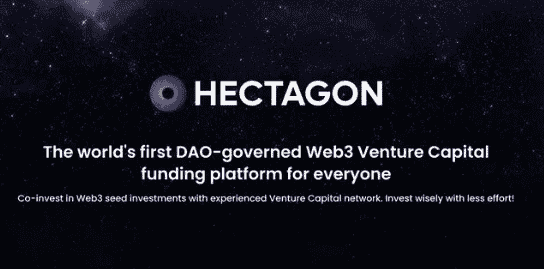 HECTAGON
The world's first DAO-governed Web3 Venture Capital
funding platform for everyone
Co-invest in Web3 seed investments with experienced Venture Capital network. Invest wisely with less effort!